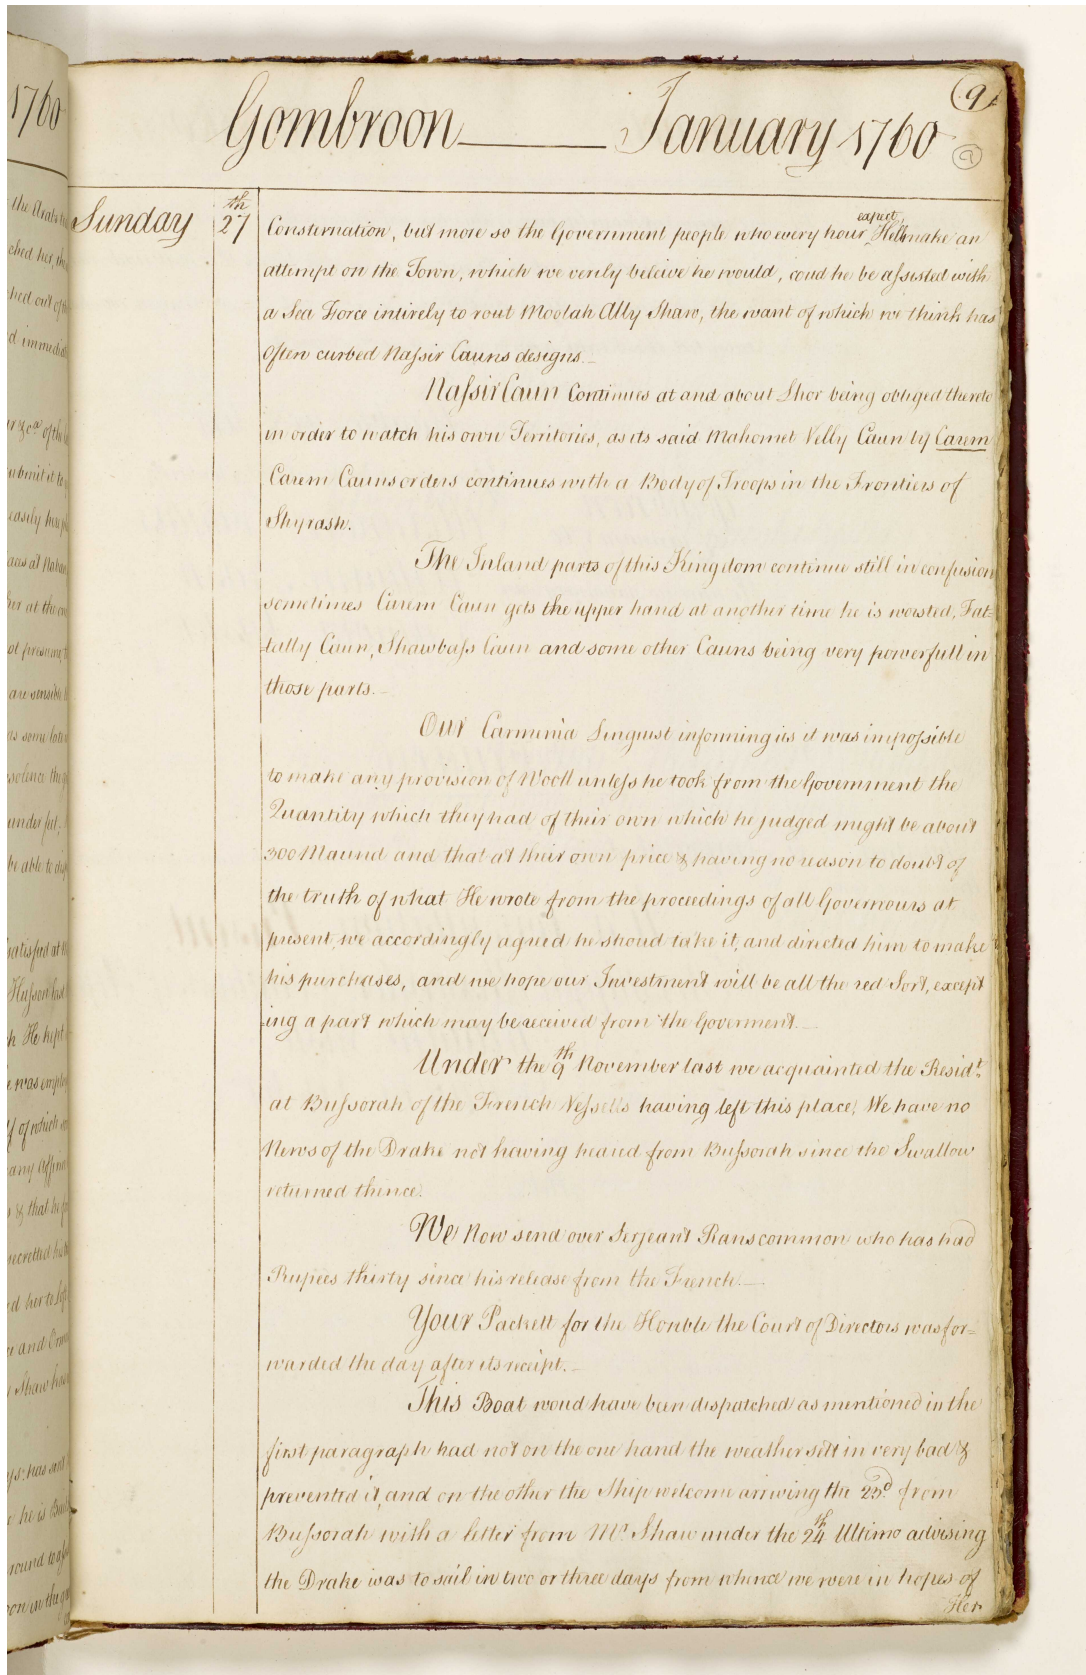 Gombroon January 1760
9
a
Sunday 27th Consternation, but more so the Government people who every hour expect He'll make an
attempt on the Town, which we verily beleive he would, coud he be assisted with
a Sea Force intirely to rout Moolah Ally Shaw, the want of which we think has
often curbed Nassir Cauns designs.
Nassir Caun Continues at and about Shor being obliged thereto
in order to watch his own Territories, as its said Mahomet Velly Caun by Carem
Carem Cauns orders continues with a Body of Troops in the Frontiers of
Shyrash.
The Inland parts of this Kingdom continue still in confusion
sometimes Carem Caun gets the upper hand at another time he is worsted, Fat-
-tally Caun, Shawbass Caun and some other Cauns being very powerfull in
those parts.
Our Carmenia Linguist informing us it was impossible
to make any provision of Wooll unless he took from the Government the
Quantity which they had of their own which he judged might be about
300 Maund and that at their own price & having no reason to doubt of
the truth of what He wrote from the proceedings of all Governours at
present, we accordingly agreed he shoud take it, and directed him to make
his purchases, and we hope our Investment will be all the red Sort, except
-ing a part which may be received from the Goverment.
Under the 9th November last we acquainted the Residt.
at Bussorah of the French Vessells having left this place, We have no
News of the Drake not having heared from Bussorah since the Swallow
returned thence.
We Now send over Serjeant Ranscommon who has had
Rupees thirty since his release from the French.
Your Packett for the Honble the Court of Directors was for=
warded the day after its receipt.
This Boat woud have been dispatched as mentioned in the
first paragraph had not on the one hand the weather sett in very bad &
prevented it, and on the other the Ship welcome arriving the 23d from
Bussorah with a letter from Mr Shaw under the 24th Ultimo advising
the Drake was to sail in two or three days from whence we were in hopes of
Her